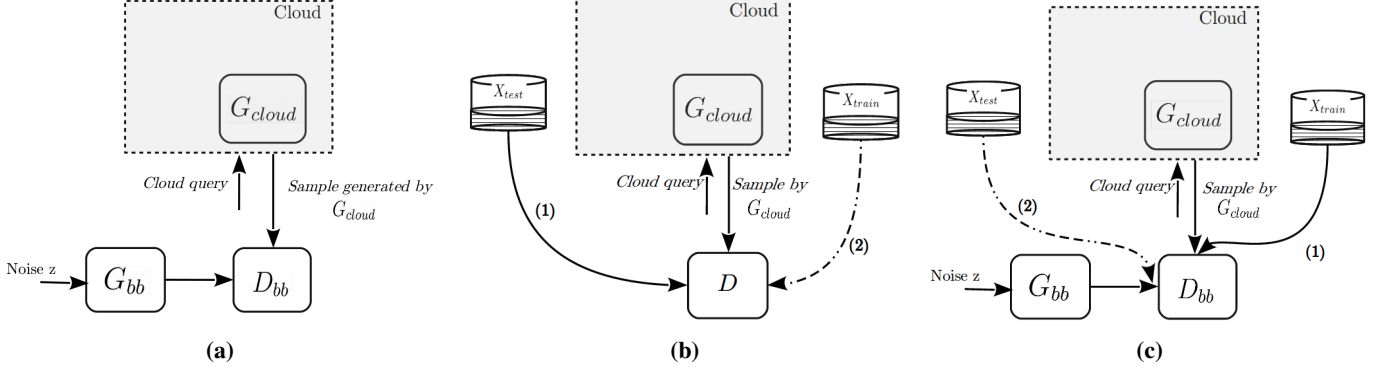 Cloud
G_cloud
Cloud query
Sample generated by
G_cloud
Noise z
G_bb
D_bb
(a)
Cloud
X_test
G_cloud
X_train
Cloud query
Sample by
G_cloud
(1)
(2)
D
(b)
Cloud
X_test
G_cloud
X_train
Cloud query
Sample by
G_cloud
(2)
(1)
Noise z
G_bb
D_bb
(c)